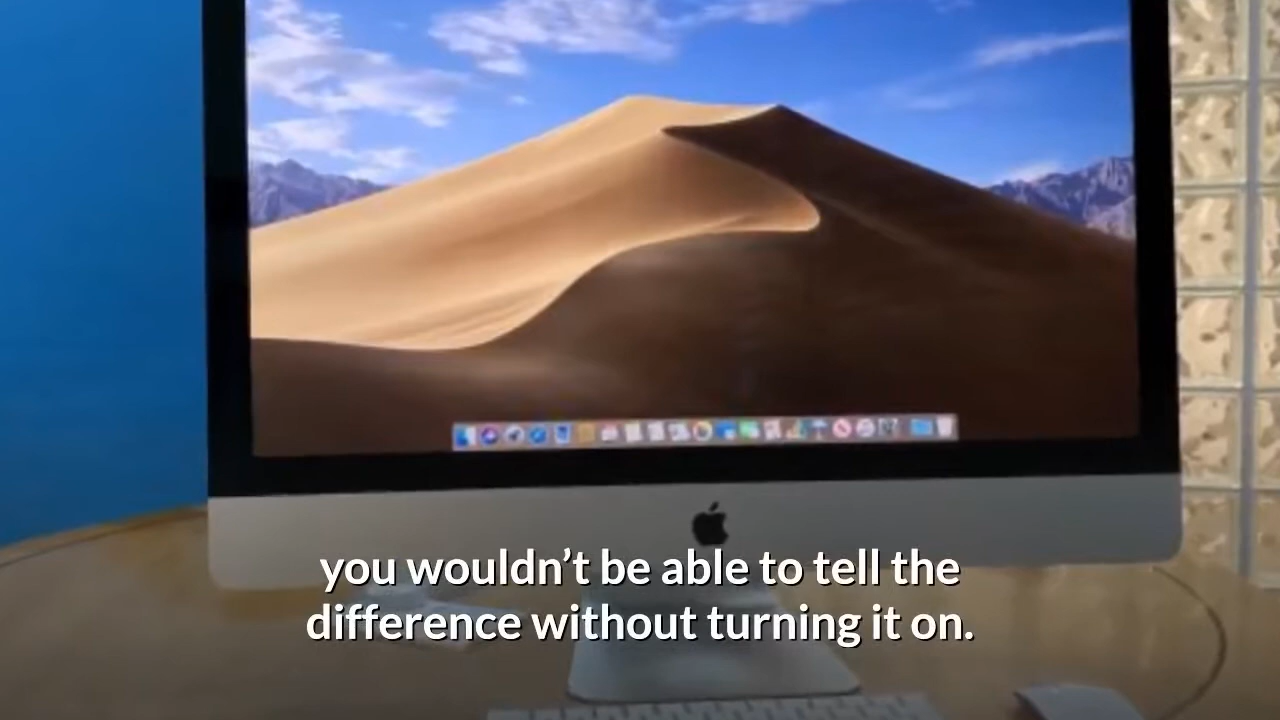 you wouldn’t be able to tell the
difference without turning it on.